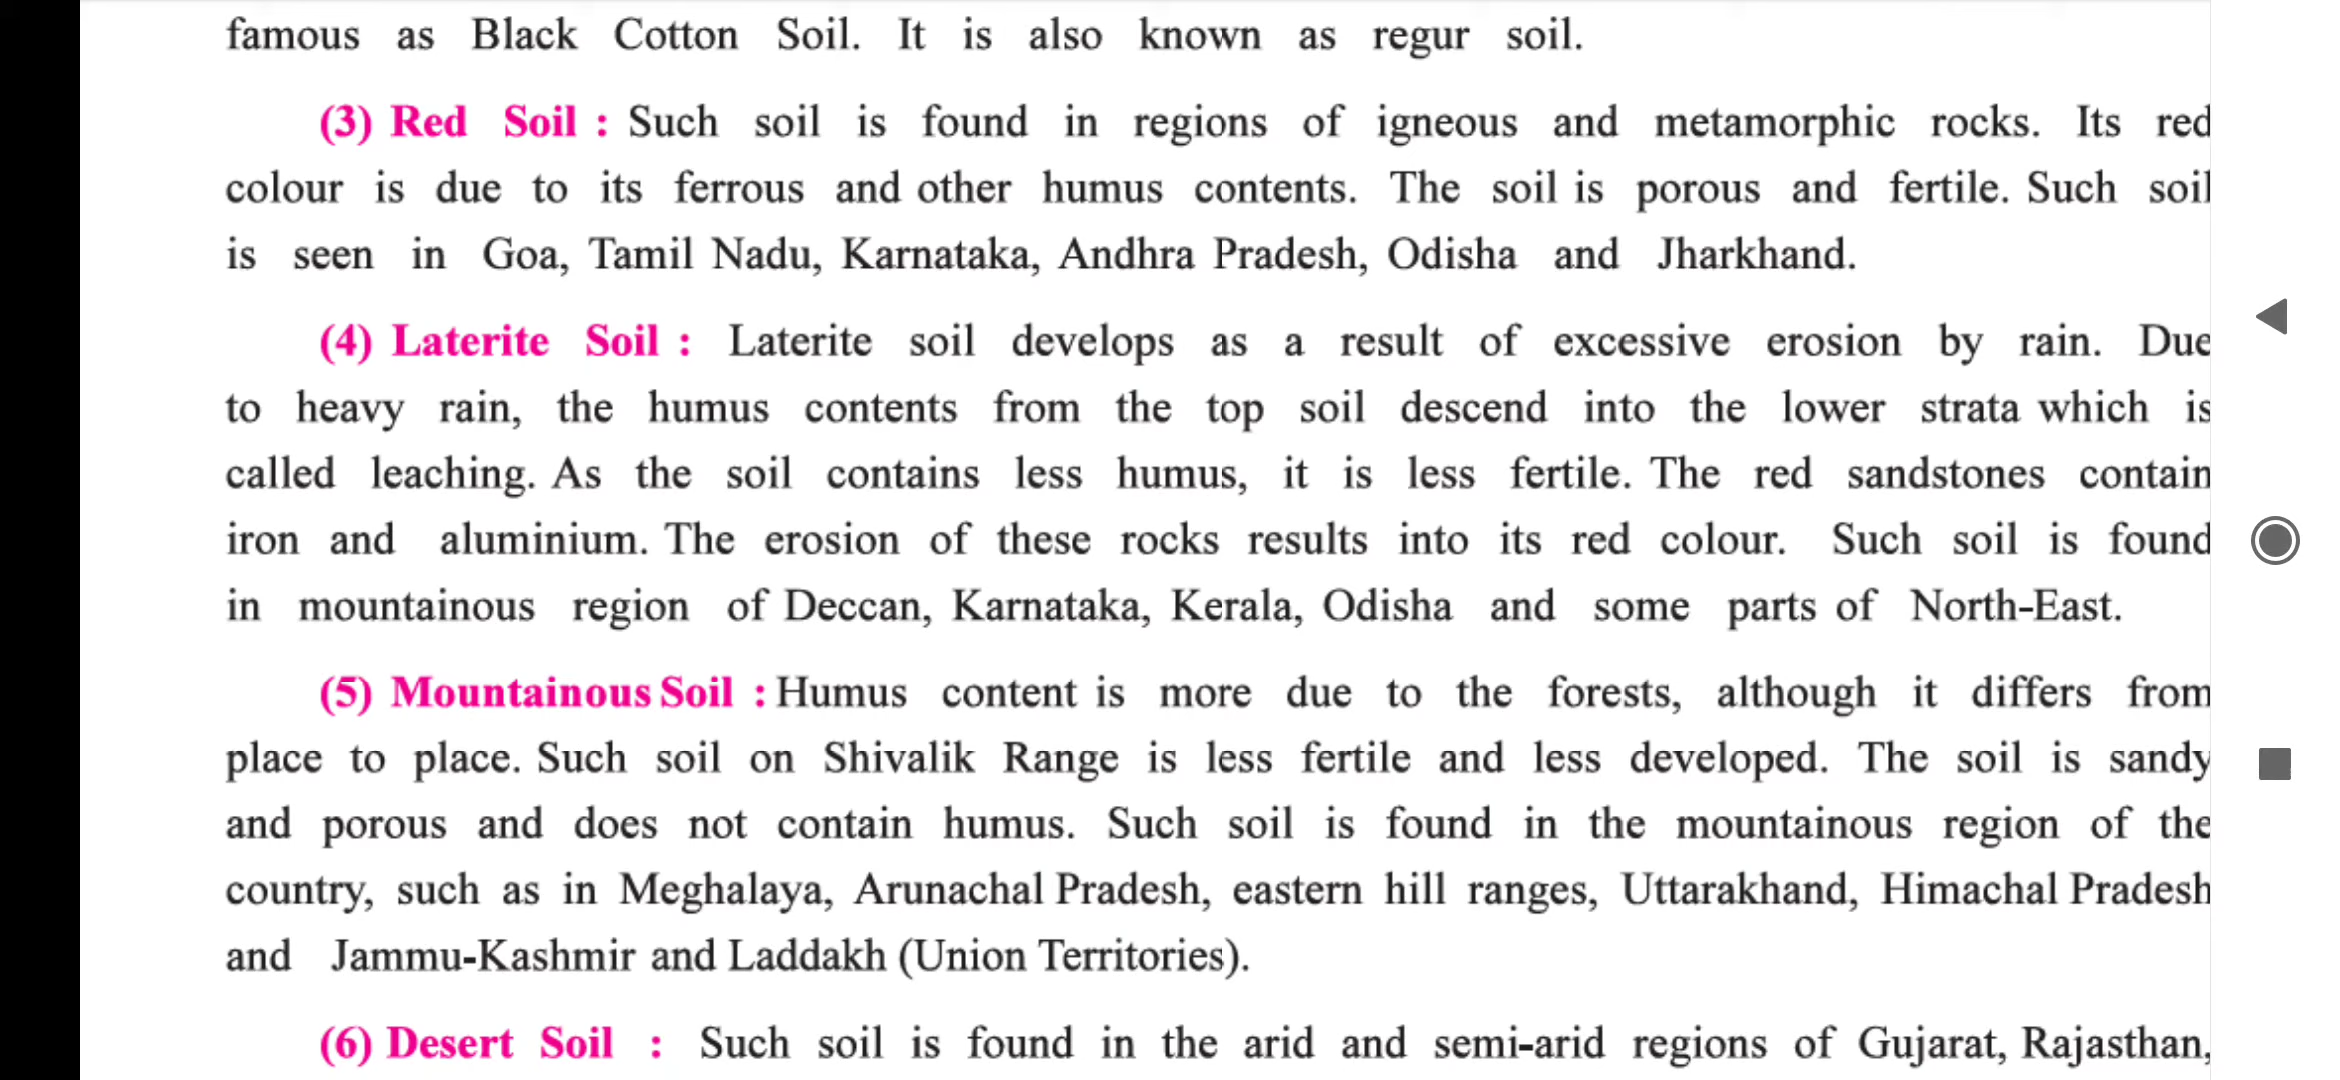 famous as Black Cotton Soil. It is also known as regur soil.
(3) Red Soil : Such soil is found in regions of igneous and metamorphic rocks. Its red
colour is due to its ferrous and other humus contents. The soil is porous and fertile. Such soil
is seen in Goa, Tamil Nadu, Karnataka, Andhra Pradesh, Odisha and Jharkhand.
(4) Laterite Soil : Laterite soil develops as a result of excessive erosion by rain. Due
to heavy rain, the humus contents from the top soil descend into the lower strata which is
called leaching. As the soil contains less humus, it is less fertile. The red sandstones contain
iron and aluminium. The erosion of these rocks results into its red colour. Such soil is found
in mountainous region of Deccan, Karnataka, Kerala, Odisha and some parts of North-East.
(5) Mountainous Soil : Humus content is more due to the forests, although it differs from
place to place. Such soil on Shivalik Range is less fertile and less developed. The soil is sandy
and porous and does not contain humus. Such soil is found in the mountainous region of the
country, such as in Meghalaya, Arunachal Pradesh, eastern hill ranges, Uttarakhand, Himachal Pradesh
and Jammu-Kashmir and Laddakh (Union Territories).
(6) Desert Soil : Such soil is found in the arid and semi-arid regions of Gujarat, Rajasthan,